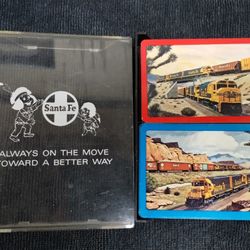 Santa Fe
ALWAYS ON THE MOVE
TOWARD A BETTER WAY